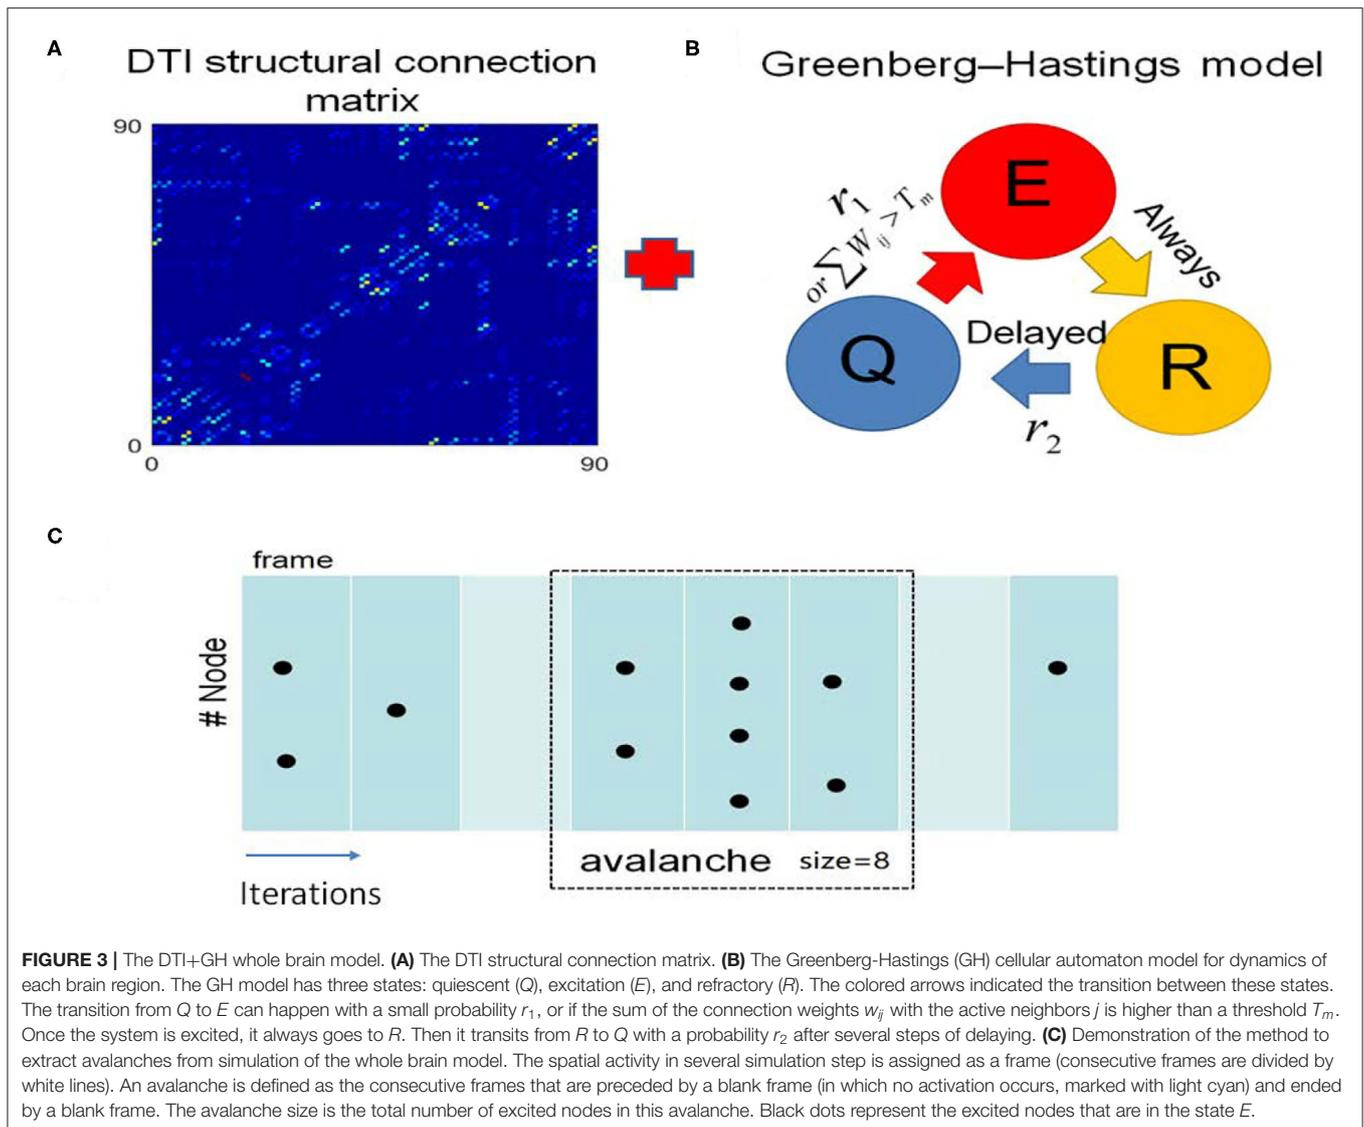 A
DTI structural connection
matrix
90
0
0
90
B
Greenberg–Hastings model
E
r₁
or ∑ Wᵢⱼ > Tₘ
Always
Q
Delayed
R
r₂
C
frame
# Node
avalanche size=8
Iterations
FIGURE 3 | The DTI+GH whole brain model. (A) The DTI structural connection matrix. (B) The Greenberg-Hastings (GH) cellular automaton model for dynamics of
each brain region. The GH model has three states: quiescent (Q), excitation (E), and refractory (R). The colored arrows indicated the transition between these states.
The transition from Q to E can happen with a small probability r₁, or if the sum of the connection weights wᵢⱼ with the active neighbors j is higher than a threshold Tₘ.
Once the system is excited, it always goes to R. Then it transits from R to Q with a probability r₂ after several steps of delaying. (C) Demonstration of the method to
extract avalanches from simulation of the whole brain model. The spatial activity in several simulation step is assigned as a frame (consecutive frames are divided by
white lines). An avalanche is defined as the consecutive frames that are preceded by a blank frame (in which no activation occurs, marked with light cyan) and ended
by a blank frame. The avalanche size is the total number of excited nodes in this avalanche. Black dots represent the excited nodes that are in the state E.